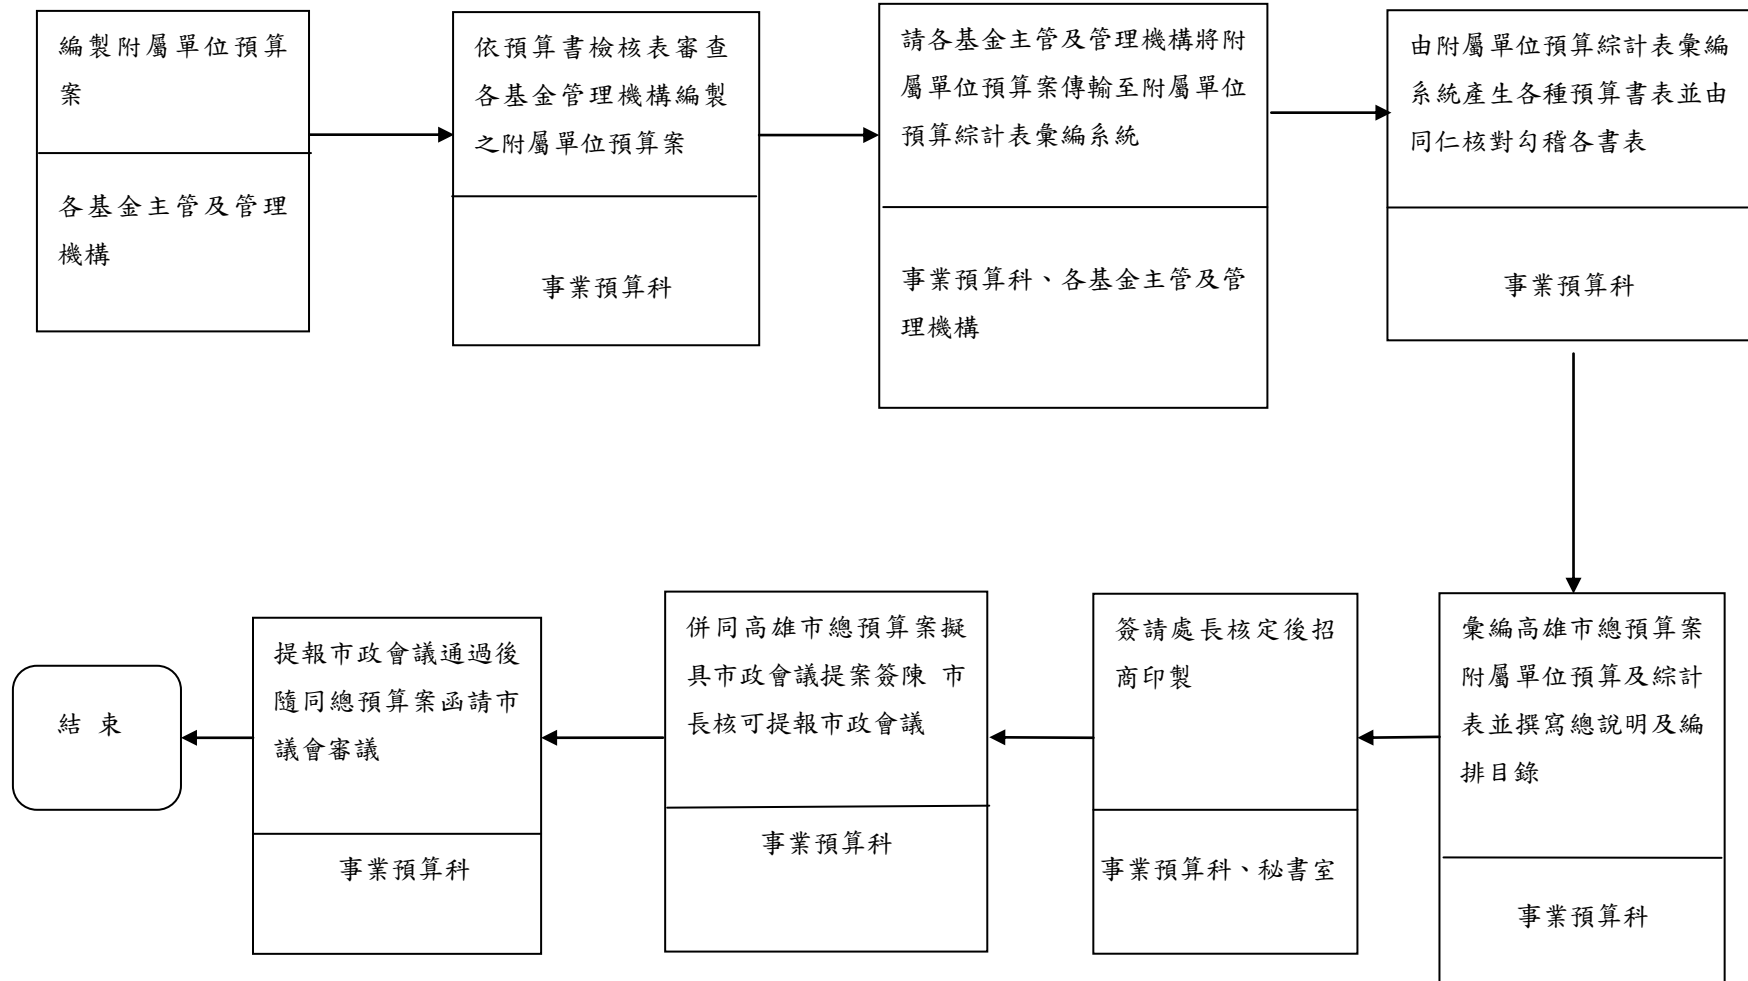 編製附屬單位預算
案
各基金主管及管理
機構
依預算書檢核表審查
各基金管理機構編製
之附屬單位預算案
事業預算科
請各基金主管及管理機構將附
屬單位預算案傳輸至附屬單位
預算綜計表彙編系統
事業預算科、各基金主管及管
理機構
由附屬單位預算綜計表彙編
系統產生各種預算書表並由
同仁核對勾稽各書表
事業預算科
彙編高雄市總預算案
附屬單位預算及綜計
表並撰寫總說明及編
排目錄
事業預算科
簽請處長核定後招
商印製
事業預算科、秘書室
併同高雄市總預算案擬
具市政會議提案簽陳 市
長核可提報市政會議
事業預算科
提報市政會議通過後
隨同總預算案函請市
議會審議
事業預算科
結 束